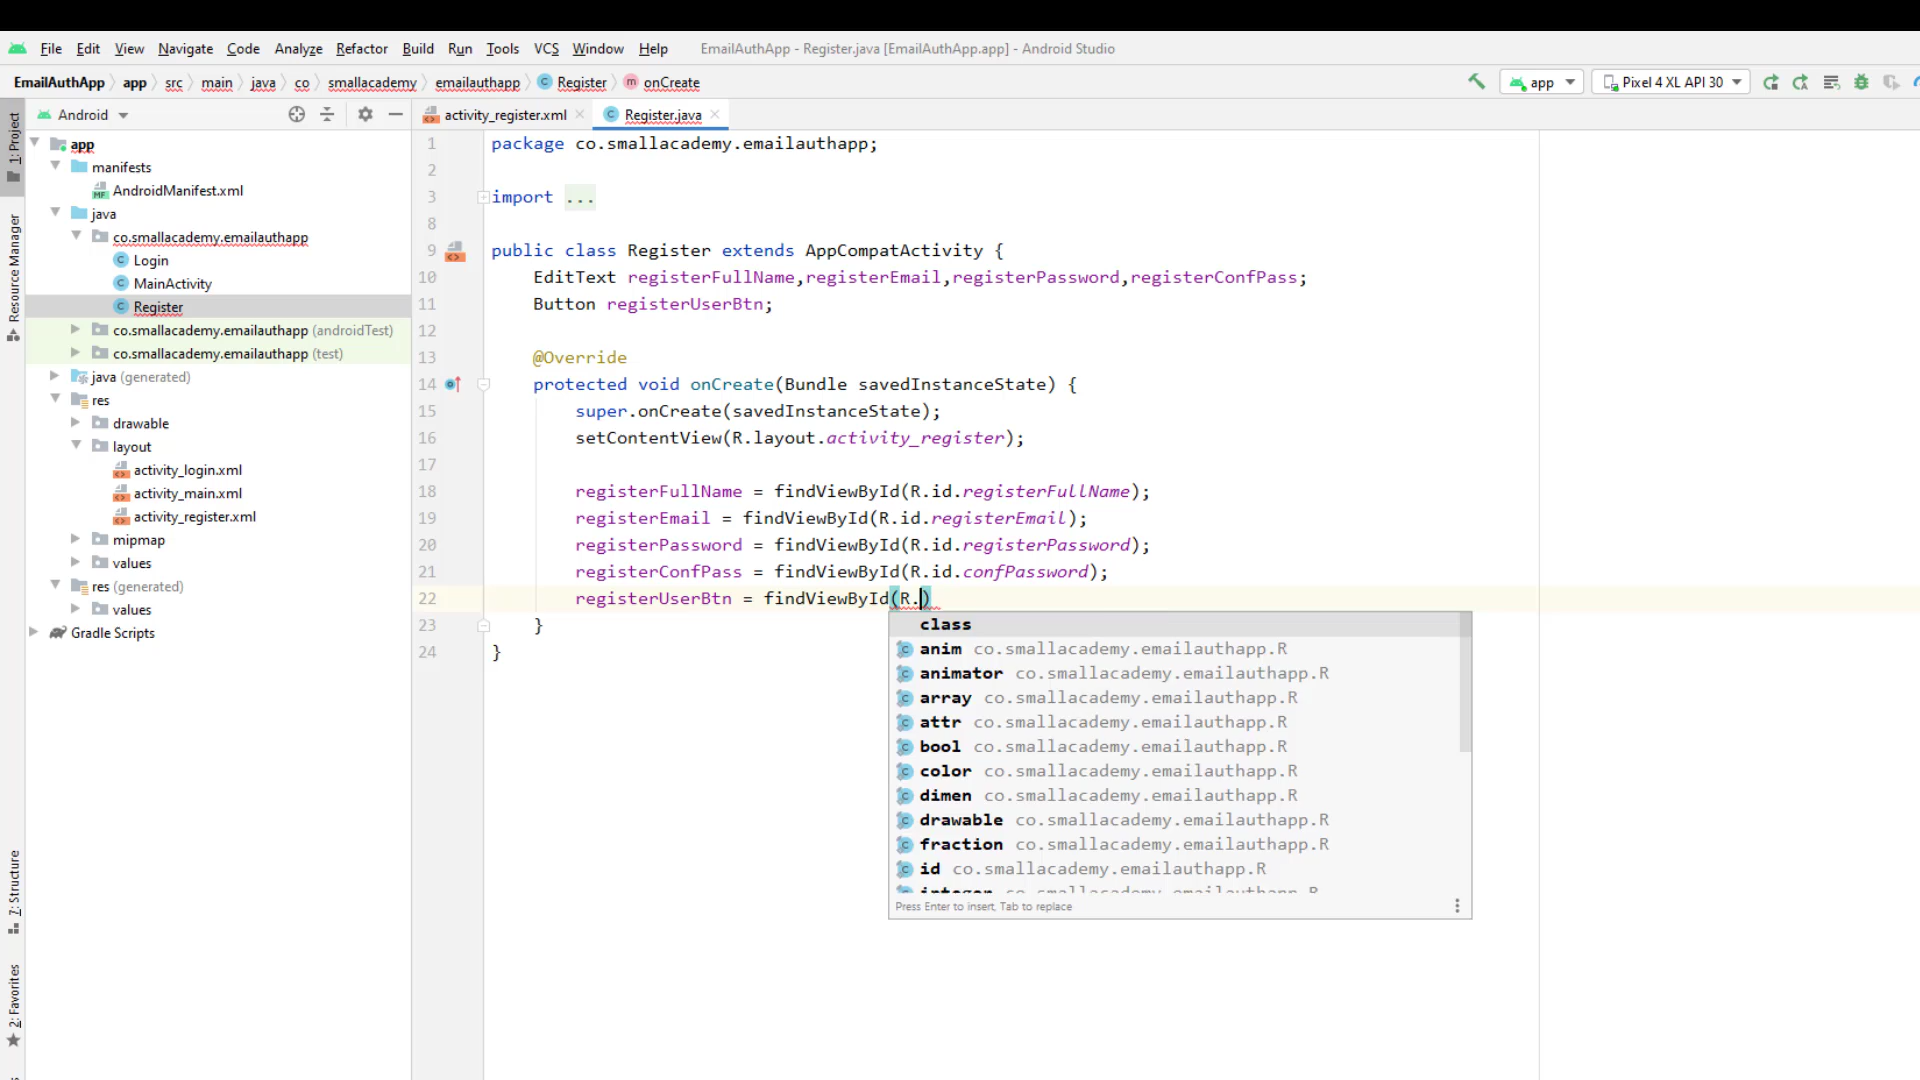 File Edit View Navigate Code Analyze Refactor Build Run Tools VCS Window Help EmailAuthApp - Register.java [EmailAuthApp.app] - Android Studio
EmailAuthApp app src main java co smallacademy emailauthapp Register onCreate app Pixel 4 XL API 30
1: Project
Resource Manager
7: Structure
2: Favorites
Android
app
manifests
AndroidManifest.xml
java
co.smallacademy.emailauthapp
Login
MainActivity
Register
co.smallacademy.emailauthapp (androidTest)
co.smallacademy.emailauthapp (test)
java (generated)
res
drawable
layout
activity_login.xml
activity_main.xml
activity_register.xml
mipmap
values
res (generated)
values
Gradle Scripts
activity_register.xml Register.java
1 package co.smallacademy.emailauthapp;
2
3 import ...
8
9 public class Register extends AppCompatActivity {
10 EditText registerFullName,registerEmail,registerPassword,registerConfPass;
11 Button registerUserBtn;
12
13 @Override
14 protected void onCreate(Bundle savedInstanceState) {
15 super.onCreate(savedInstanceState);
16 setContentView(R.layout.activity_register);
17
18 registerFullName = findViewById(R.id.registerFullName);
19 registerEmail = findViewById(R.id.registerEmail);
20 registerPassword = findViewById(R.id.registerPassword);
21 registerConfPass = findViewById(R.id.confPassword);
22 registerUserBtn = findViewById(R.)
23 }
24 }
class
anim co.smallacademy.emailauthapp.R
animator co.smallacademy.emailauthapp.R
array co.smallacademy.emailauthapp.R
attr co.smallacademy.emailauthapp.R
bool co.smallacademy.emailauthapp.R
color co.smallacademy.emailauthapp.R
dimen co.smallacademy.emailauthapp.R
drawable co.smallacademy.emailauthapp.R
fraction co.smallacademy.emailauthapp.R
id co.smallacademy.emailauthapp.R
integer co.smallacademy.emailauthapp.R
Press Enter to insert, Tab to replace